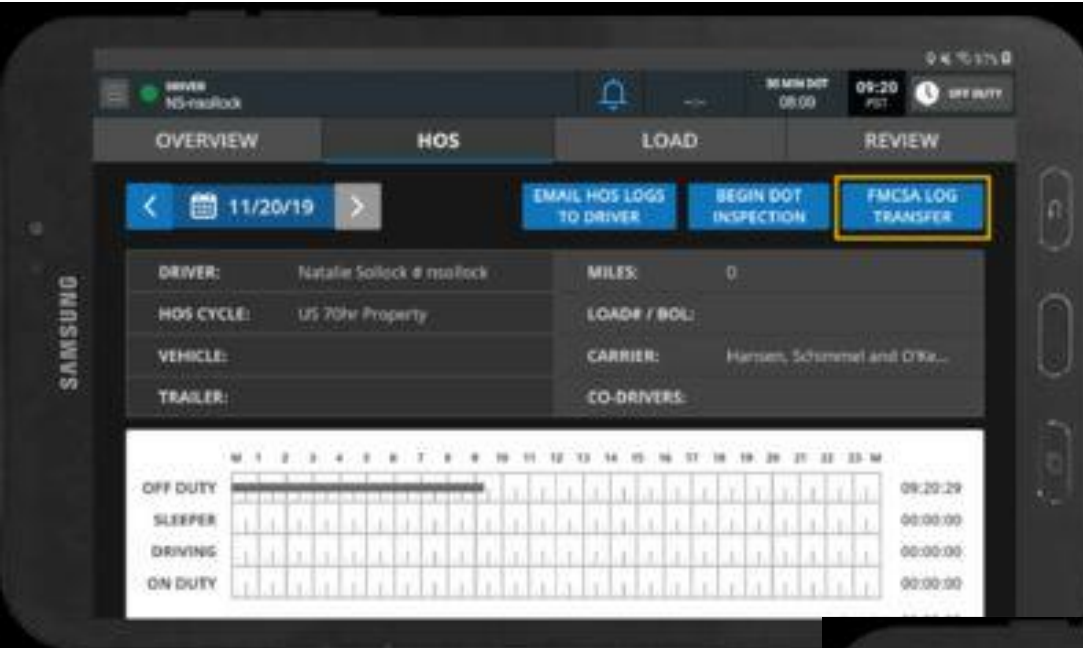 57%
DRIVER
NS-nsollock
--:--
30 MIN DOT
08:00
09:20
PST
OFF DUTY
OVERVIEW
HOS
LOAD
REVIEW
11/20/19
EMAIL HOS LOGS
TO DRIVER
BEGIN DOT
INSPECTION
FMCSA LOG
TRANSFER
DRIVER:
Natalie Sollock # nsollock
MILES:
0
HOS CYCLE:
US 70hr Property
LOAD# / BOL:
VEHICLE:
CARRIER:
Hansen, Schimmel and O'Ke...
TRAILER:
CO-DRIVERS:
SAMSUNG
M 1 2 3 4 5 6 7 8 9 10 11 12 13 14 15 16 17 18 19 20 21 22 23 M
OFF DUTY
09:20:29
SLEEPER
00:00:00
DRIVING
00:00:00
ON DUTY
00:00:00